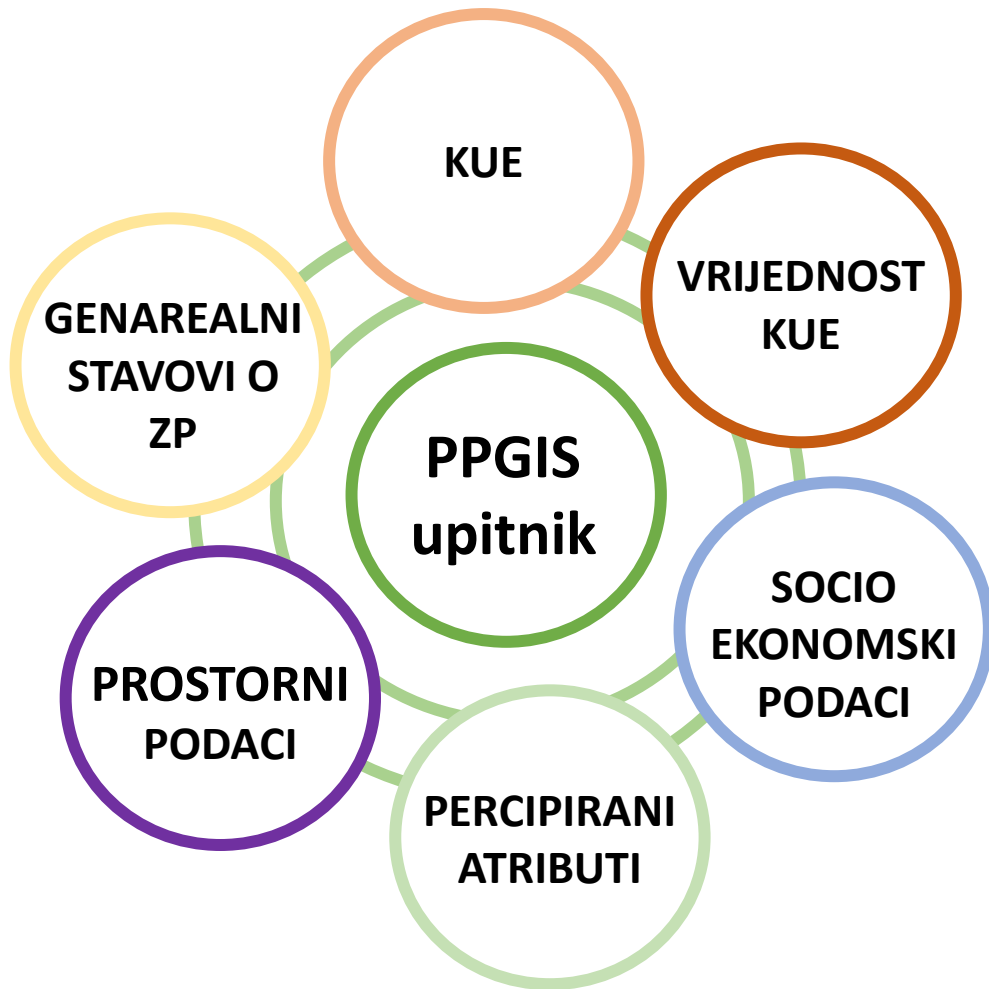 KUE
VRIJEDNOST
KUE
GENAREALNI
STAVOVI O
ZP
PPGIS
upitnik
SOCIO
EKONOMSKI
PODACI
PROSTORNI
PODACI
PERCIPIRANI
ATRIBUTI